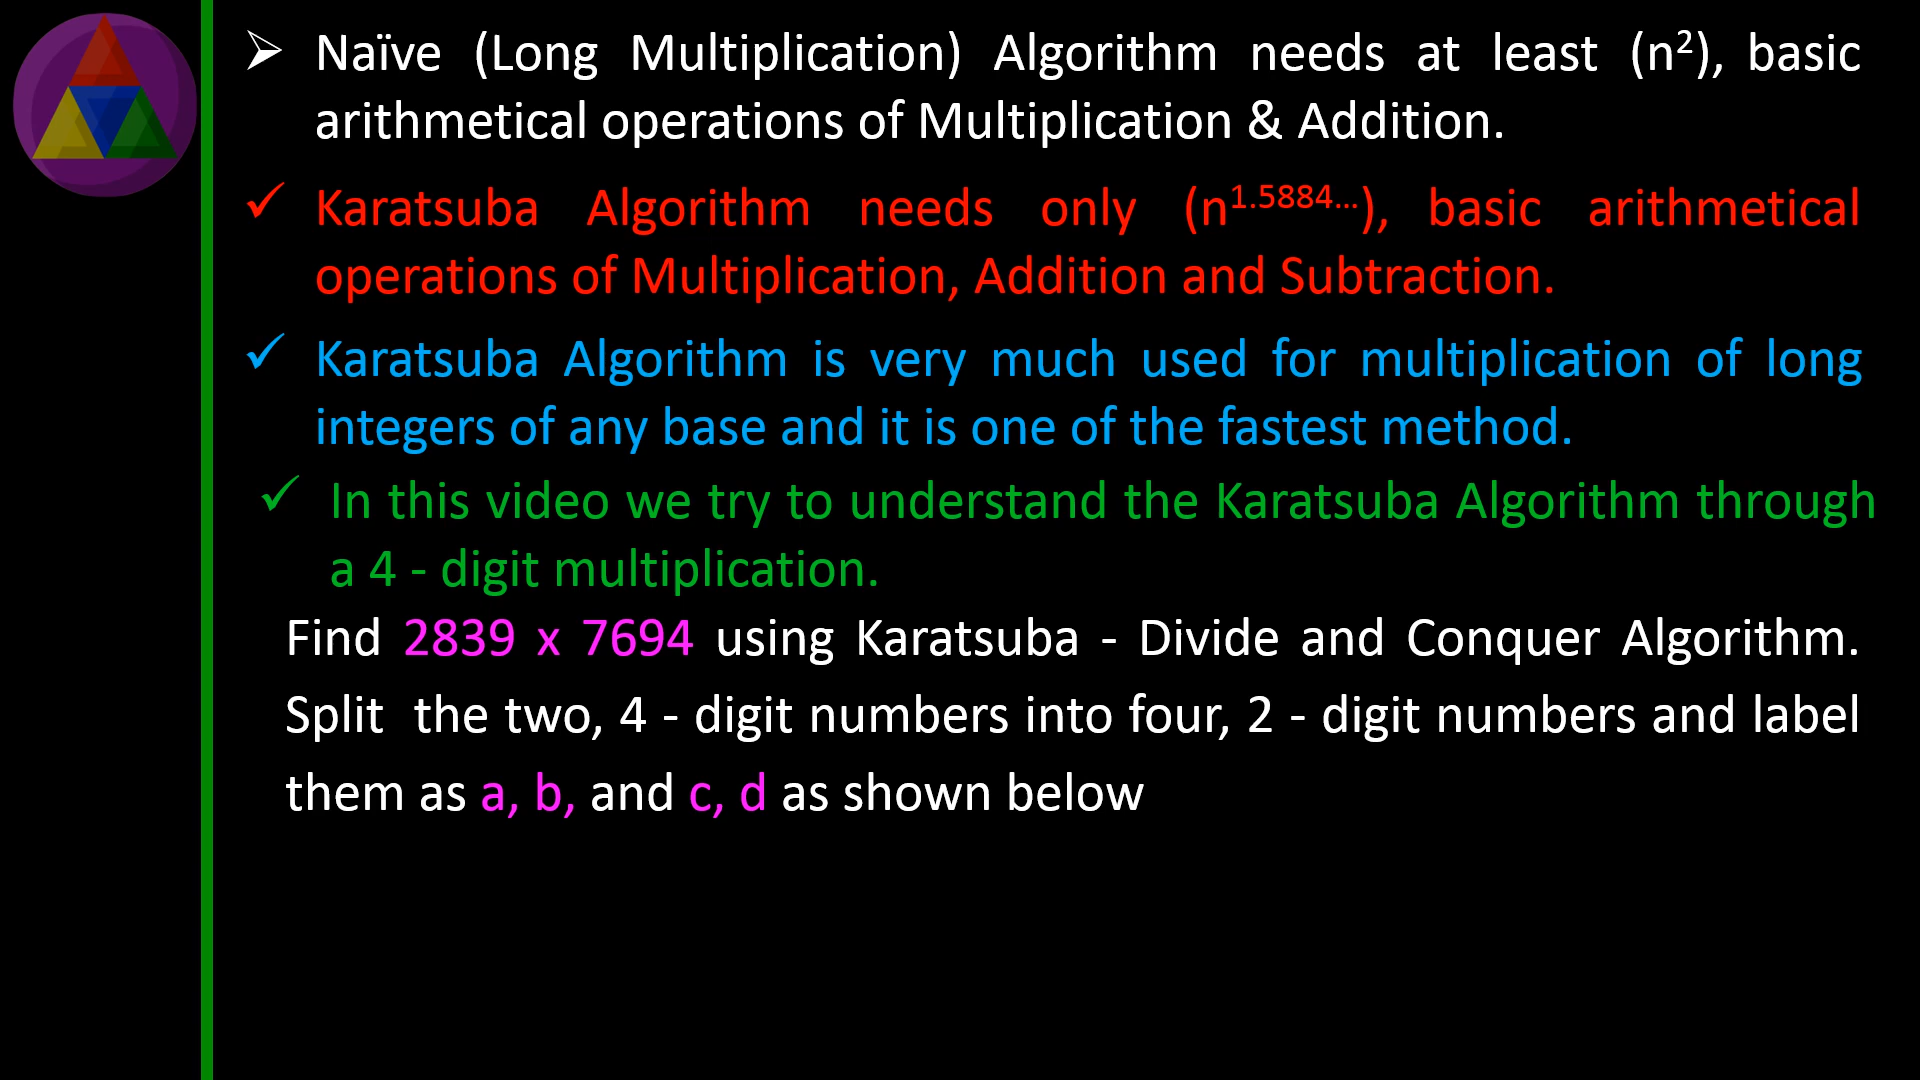 Naïve (Long Multiplication) Algorithm needs at least (n²), basic
arithmetical operations of Multiplication & Addition.
Karatsuba Algorithm needs only (n^1.5884...), basic arithmetical
operations of Multiplication, Addition and Subtraction.
Karatsuba Algorithm is very much used for multiplication of long
integers of any base and it is one of the fastest method.
In this video we try to understand the Karatsuba Algorithm through
a 4 - digit multiplication.
Find 2839 x 7694 using Karatsuba - Divide and Conquer Algorithm.
Split the two, 4 - digit numbers into four, 2 - digit numbers and label
them as a, b, and c, d as shown below